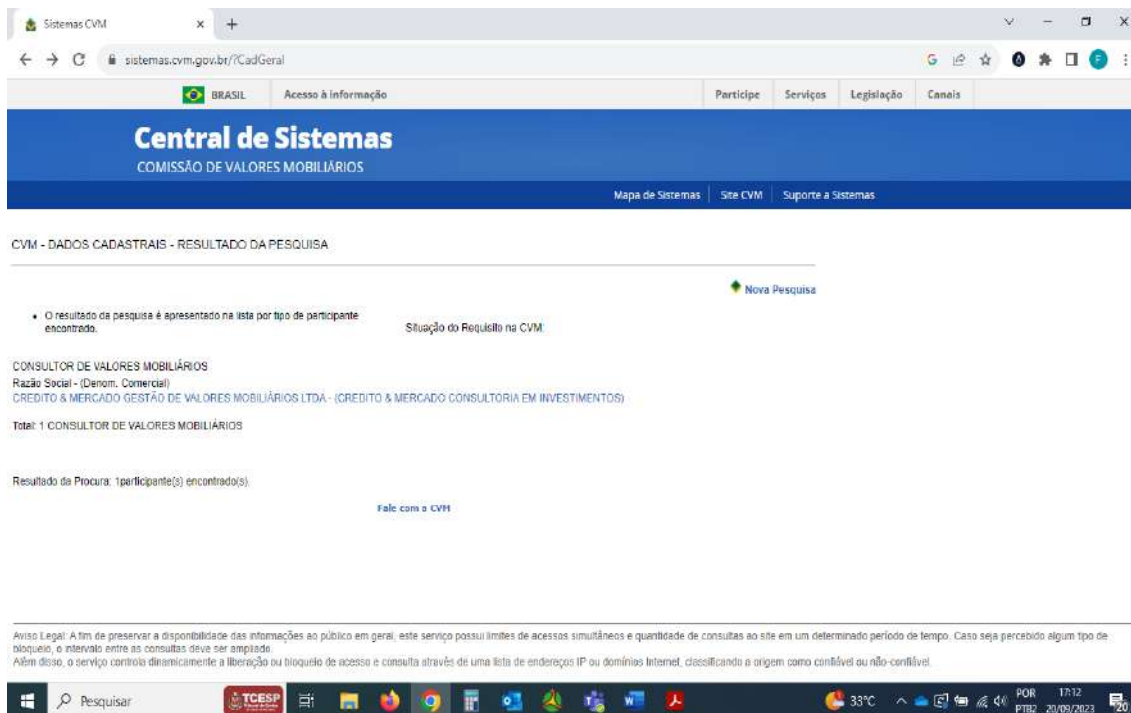 Sistemas CVM
sistemas.cvm.gov.br/?CadGeral
BRASIL Acesso à informação Participe Serviços Legislação Canais
Central de Sistemas
COMISSÃO DE VALORES MOBILIÁRIOS
Mapa de Sistemas Site CVM Suporte a Sistemas
CVM - DADOS CADASTRAIS - RESULTADO DA PESQUISA
Nova Pesquisa
• O resultado da pesquisa é apresentado na lista por tipo de participante
encontrado.
Situação do Requisito na CVM:
CONSULTOR DE VALORES MOBILIÁRIOS
Razão Social - (Denom. Comercial)
CREDITO & MERCADO GESTÃO DE VALORES MOBILIÁRIOS LTDA - (CREDITO & MERCADO CONSULTORIA EM INVESTIMENTOS)
Total: 1 CONSULTOR DE VALORES MOBILIÁRIOS
Resultado da Procura: 1participante(s) encontrado(s).
Fale com a CVM
Aviso Legal: A fim de preservar a disponibilidade das informações ao público em geral, este serviço possui limites de acessos simultâneos e quantidade de consultas ao site em um determinado período de tempo. Caso seja percebido algum tipo de
bloqueio, o intervalo entre as consultas deve ser ampliado.
Além disso, o serviço controla dinamicamente a liberação ou bloqueio de acesso e consulta através de uma lista de endereços IP ou domínios Internet, classificando a origem como confiável ou não-confiável.
Pesquisar TCESP 33°C POR 17:12
PTB2 20/09/2023 20